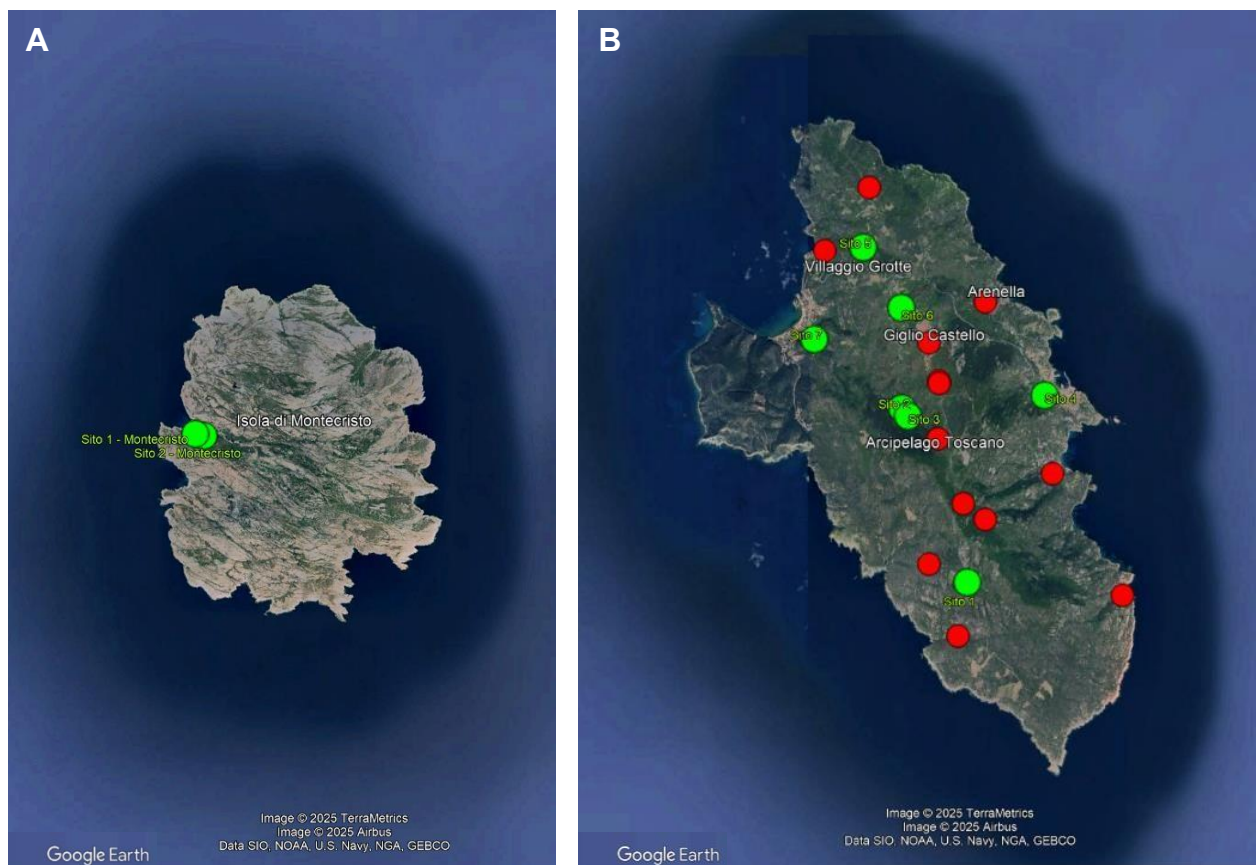 A
Isola di Montecristo
Sito 1 - Montecristo
Sito 2 - Montecristo
Image © 2025 TerraMetrics
Image © 2025 Airbus
Data SIO, NOAA, U.S. Navy, NGA, GEBCO
Google Earth
B
Sito 5
Villaggio Grotte
Arenella
Sito 6
Giglio Castello
Sito 7
Sito 4
Sito 2
Sito 3
Arcipelago Toscano
Sito 1
Image © 2025 TerraMetrics
Image © 2025 Airbus
Data SIO, NOAA, U.S. Navy, NGA, GEBCO
Google Earth